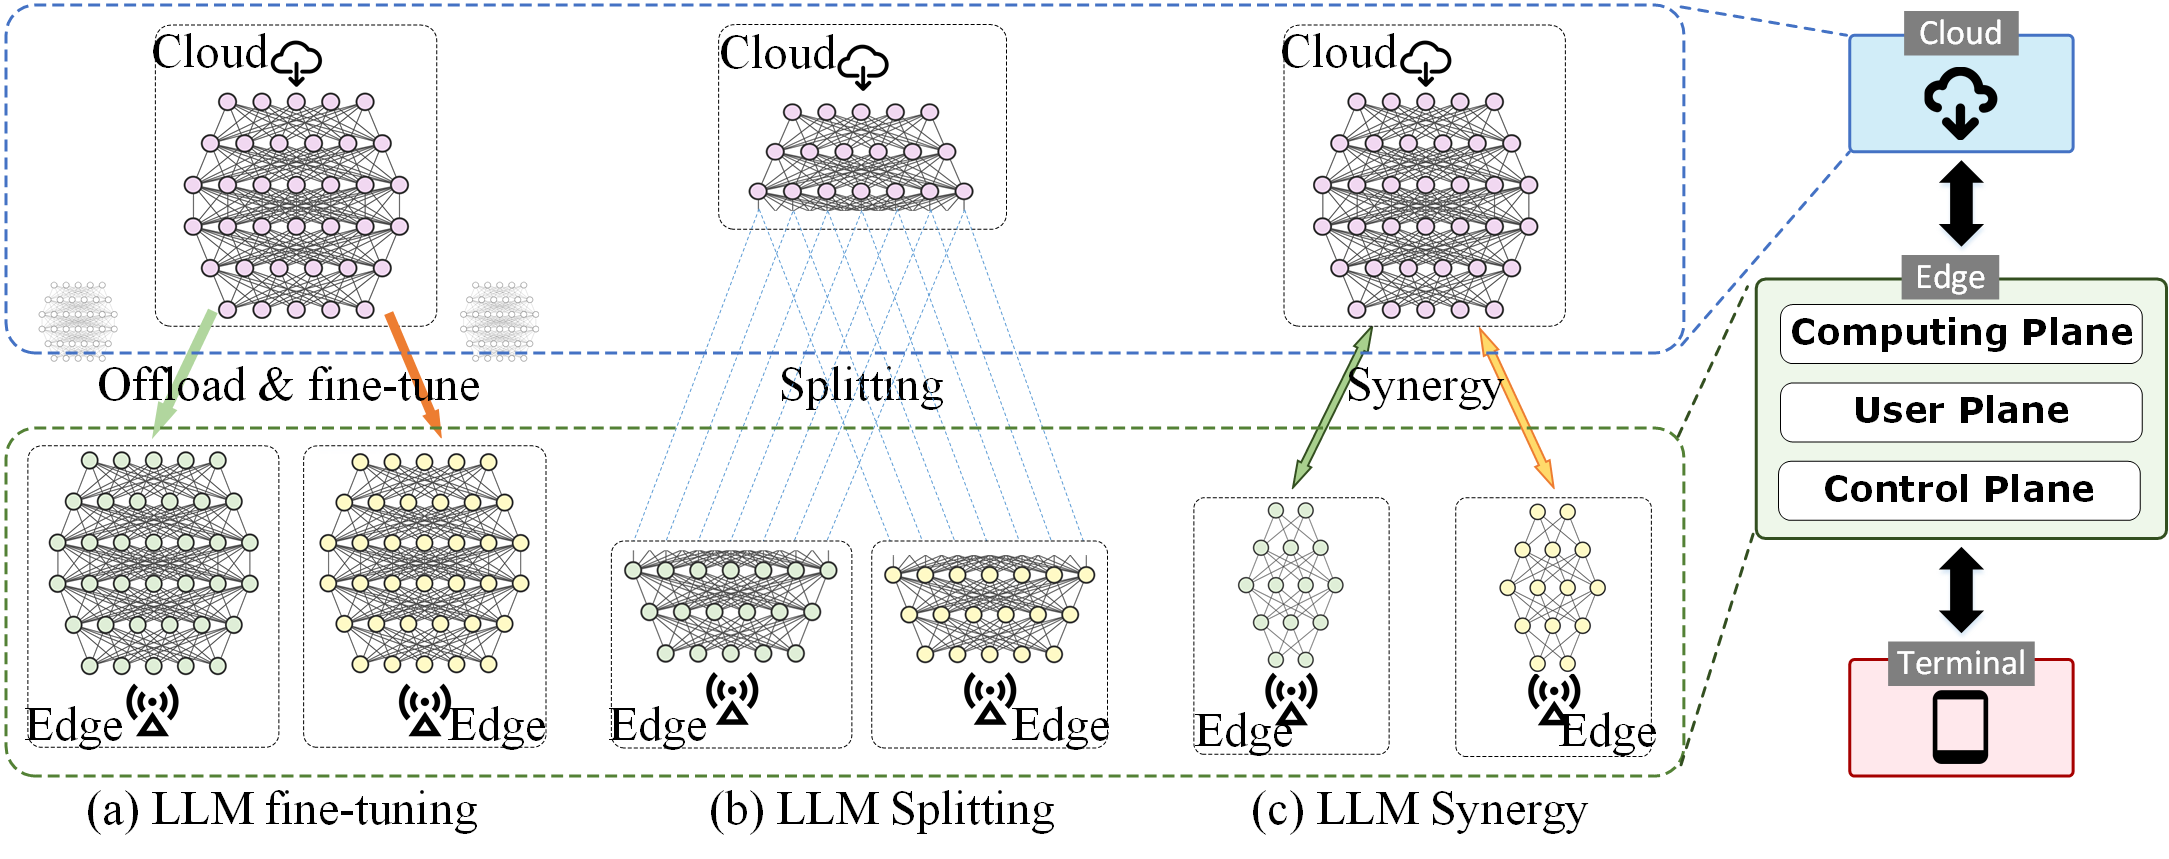 Cloud
Cloud
Cloud
Cloud
Offload & fine-tune
Splitting
Synergy
Edge
Computing Plane
User Plane
Control Plane
Terminal
Edge
Edge
Edge
Edge
Edge
Edge
(a) LLM fine-tuning
(b) LLM Splitting
(c) LLM Synergy